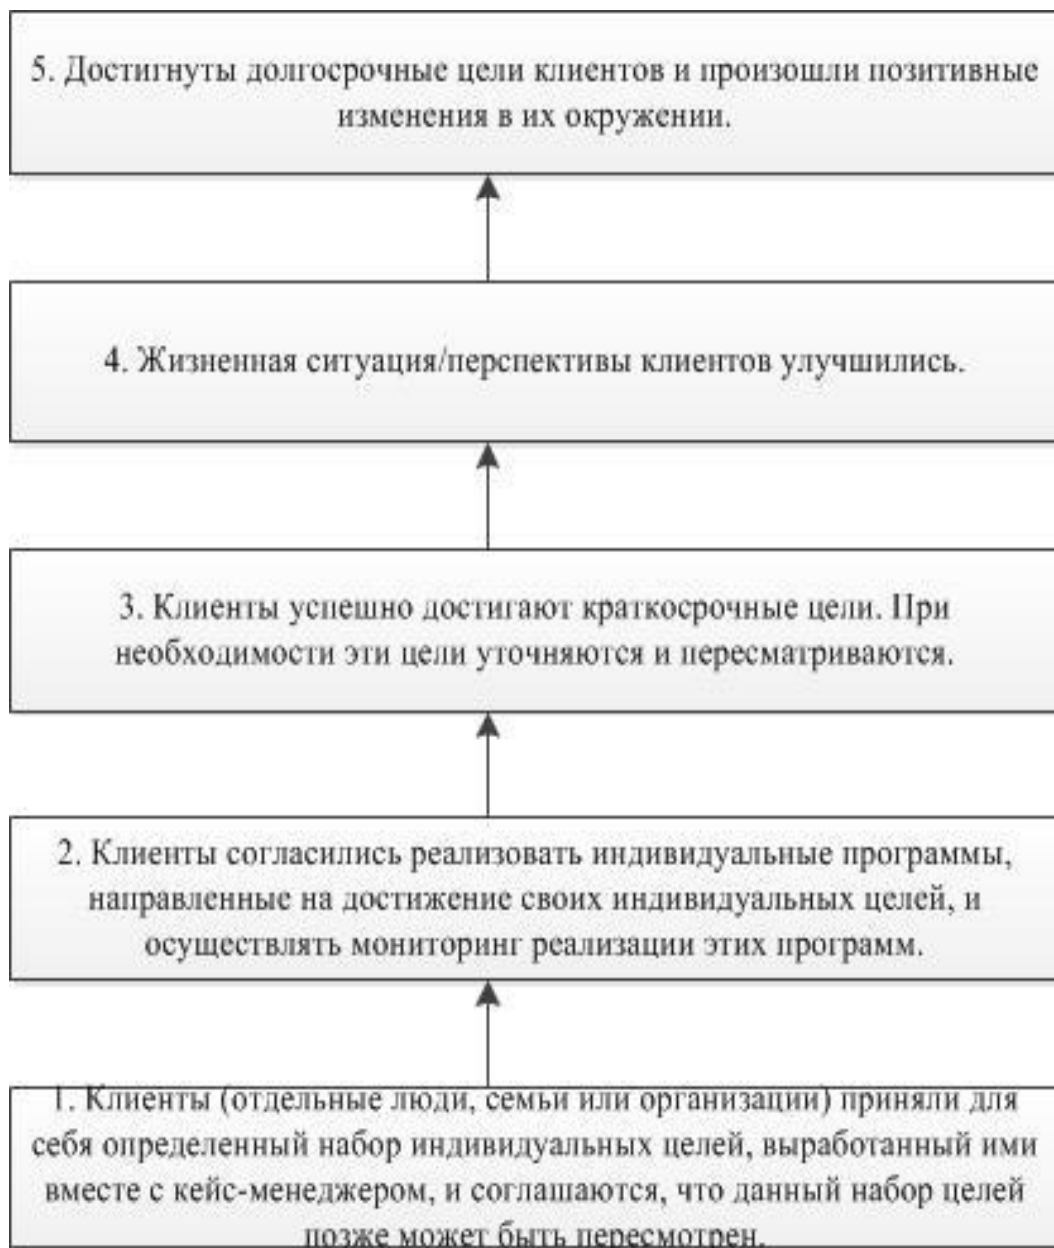 5. Достигнуты долгосрочные цели клиентов и произошли позитивные
изменения в их окружении.
4. Жизненная ситуация/перспективы клиентов улучшились.
3. Клиенты успешно достигают краткосрочные цели. При
необходимости эти цели уточняются и пересматриваются.
2. Клиенты согласились реализовать индивидуальные программы,
направленные на достижение своих индивидуальных целей, и
осуществлять мониторинг реализации этих программ.
1. Клиенты (отдельные люди, семьи или организации) приняли для
себя определенный набор индивидуальных целей, выработанный ими
вместе с кейс-менеджером, и соглашаются, что данный набор целей
позже может быть пересмотрен.